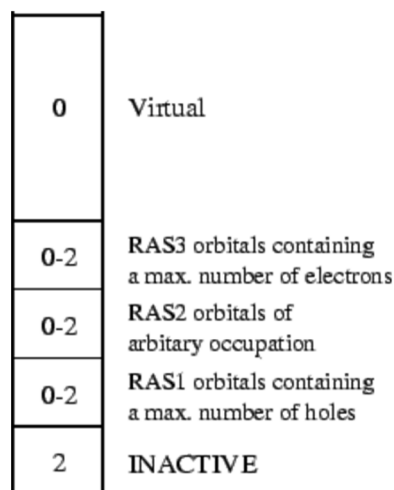 0 Virtual
0-2 RAS3 orbitals containing
a max. number of electrons
0-2 RAS2 orbitals of
arbitary occupation
0-2 RAS1 orbitals containing
a max. number of holes
2 INACTIVE